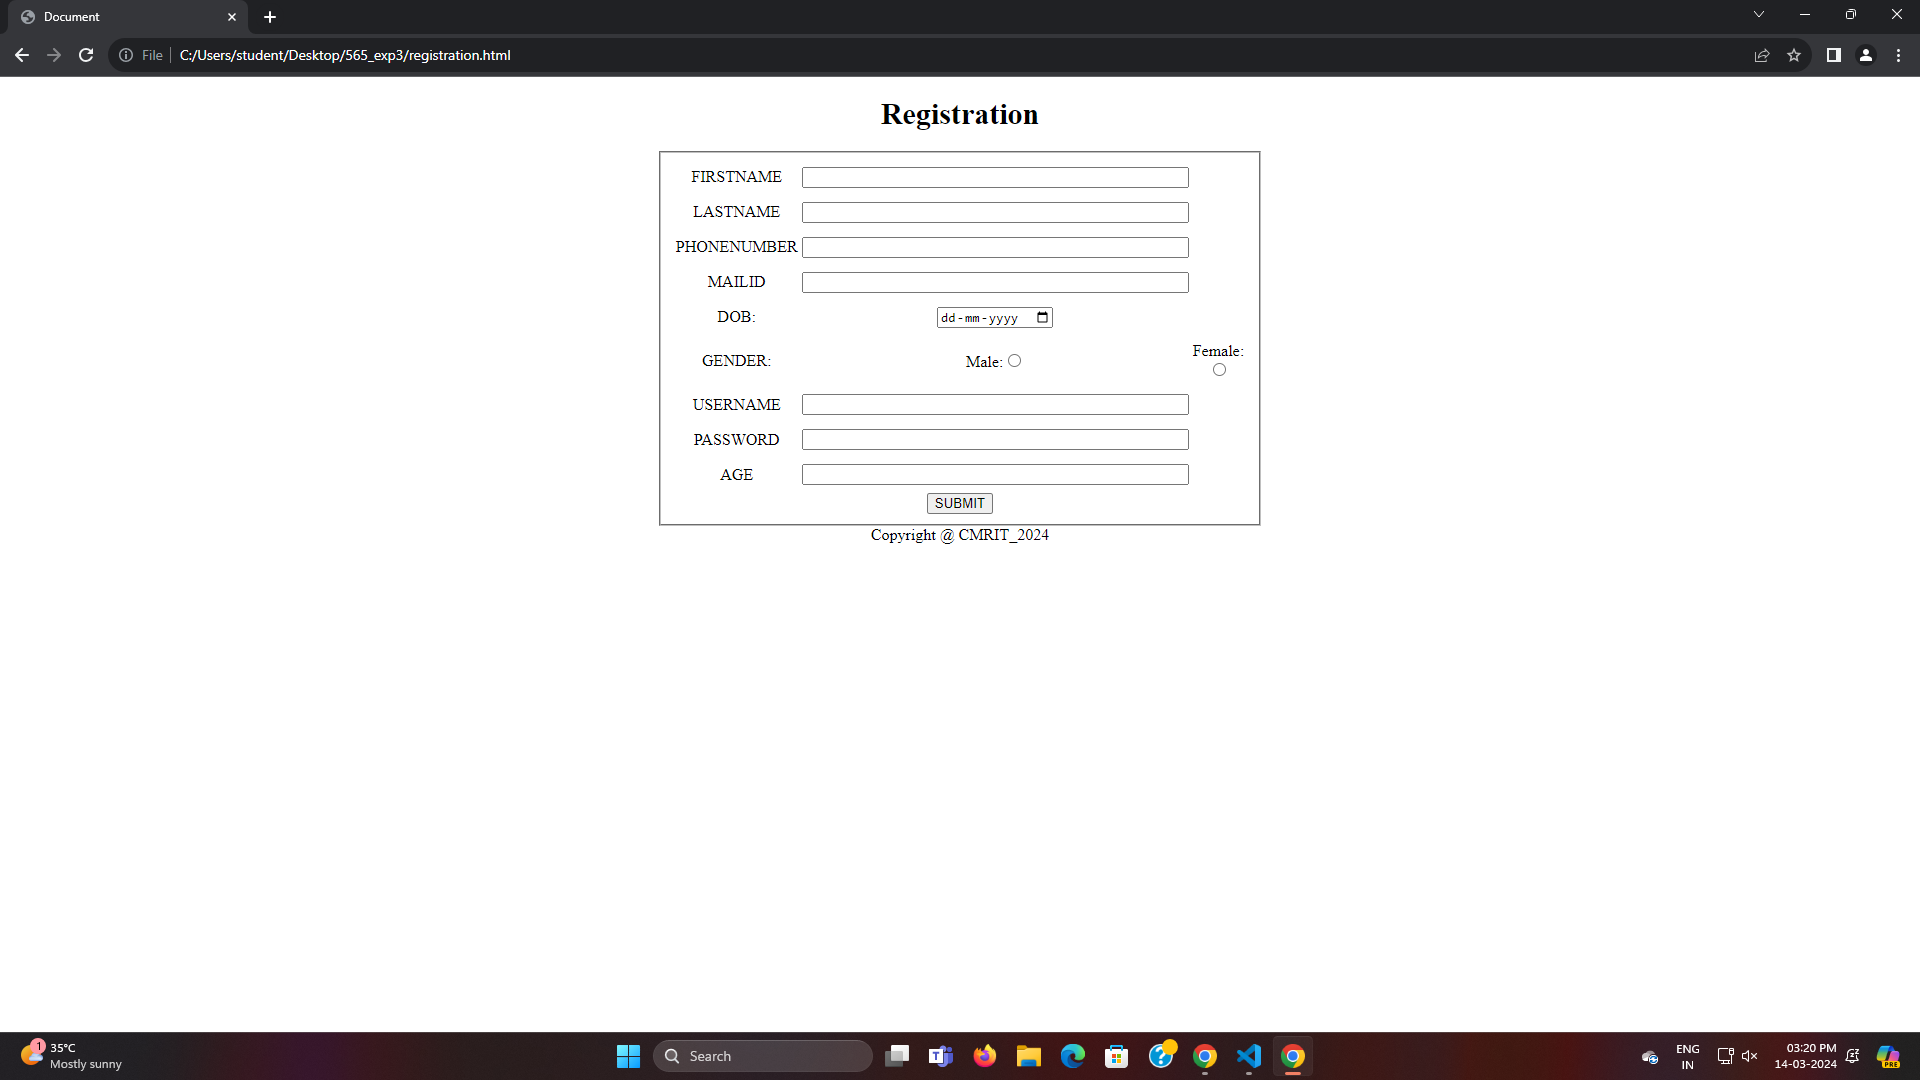 Document
File
C:/Users/student/Desktop/565_exp3/registration.html
Registration
FIRSTNAME
LASTNAME
PHONENUMBER
MAILID
DOB: dd-mm-yyyy
GENDER: Male: Female:
USERNAME
PASSWORD
AGE
SUBMIT
Copyright @ CMRIT_2024
1
35°C
Mostly sunny
Search
ENG
IN
03:20 PM
14-03-2024
PRE